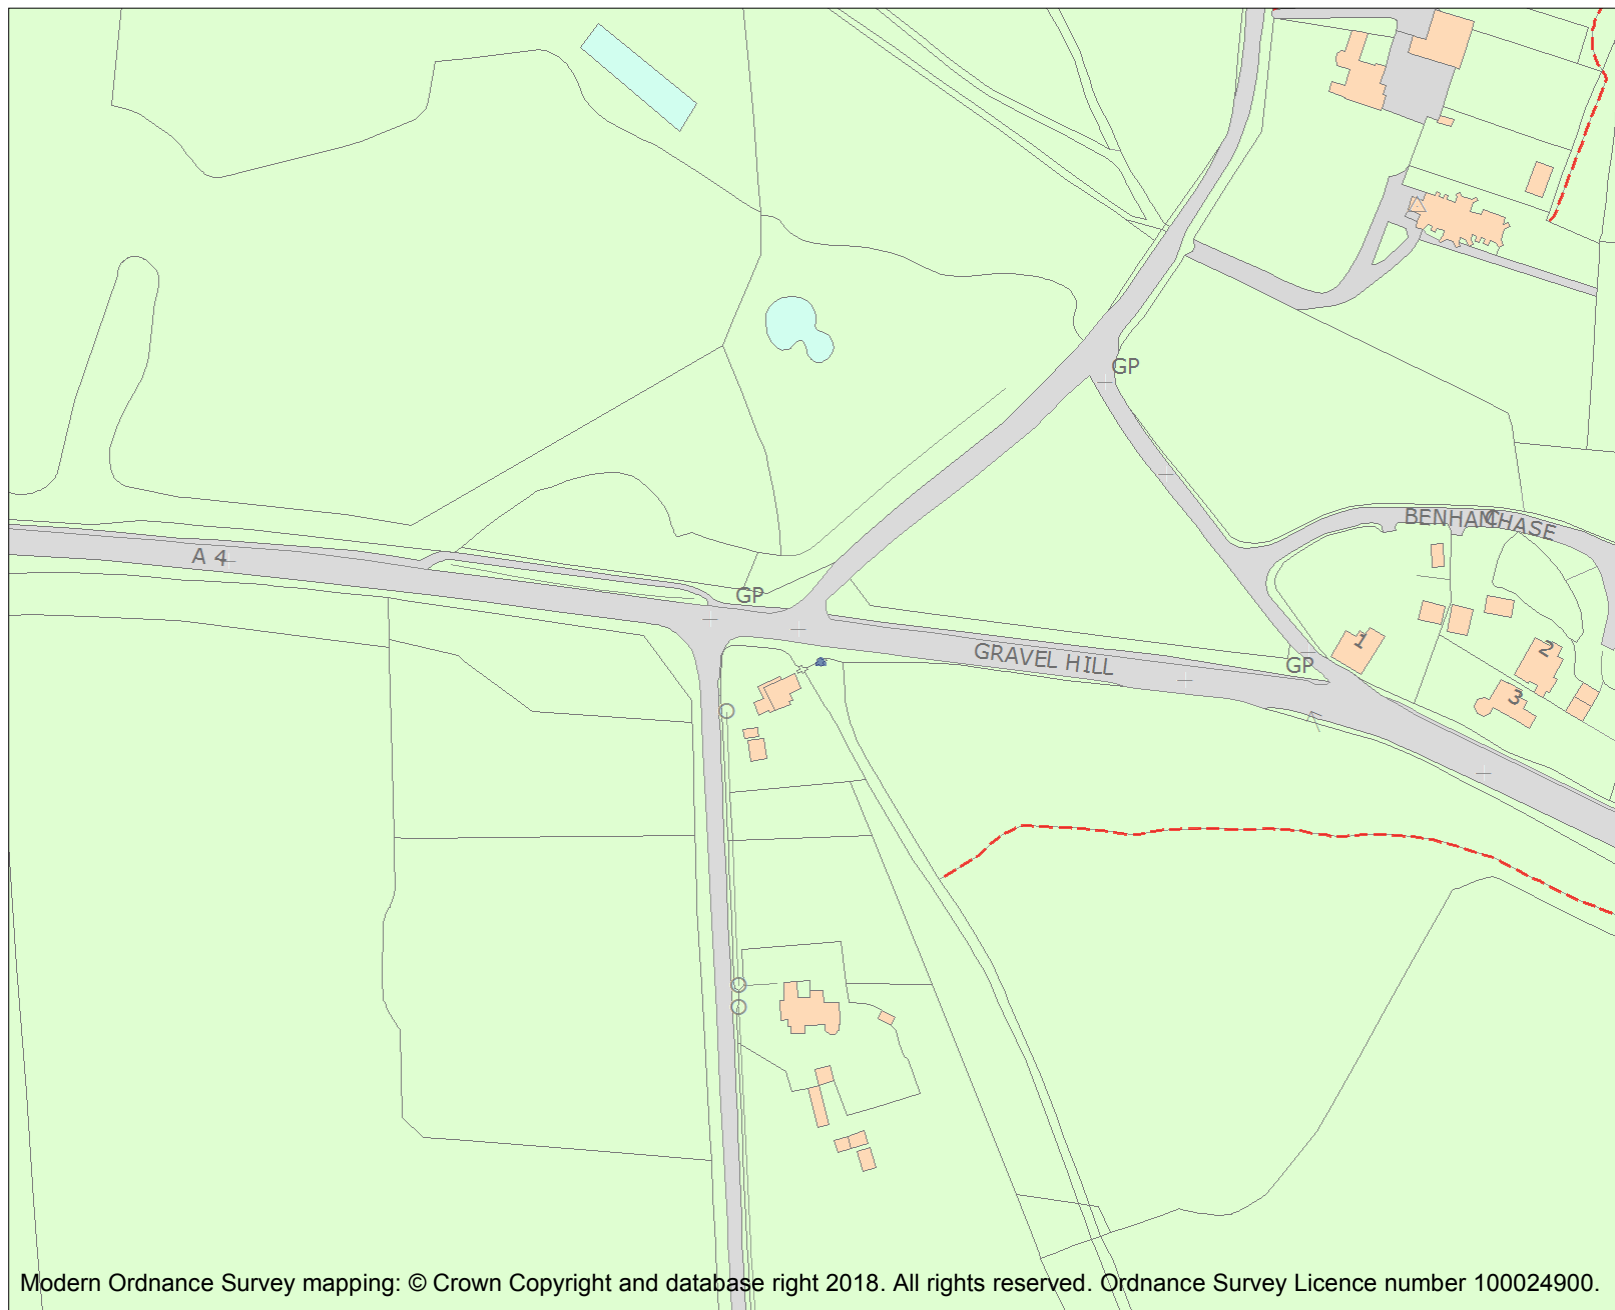 GP
BENHAM CHASE
A 4
GP
GRAVEL HILL
GP
1
2
3
Modern Ordnance Survey mapping: © Crown Copyright and database right 2018. All rights reserved. Ordnance Survey Licence number 100024900.